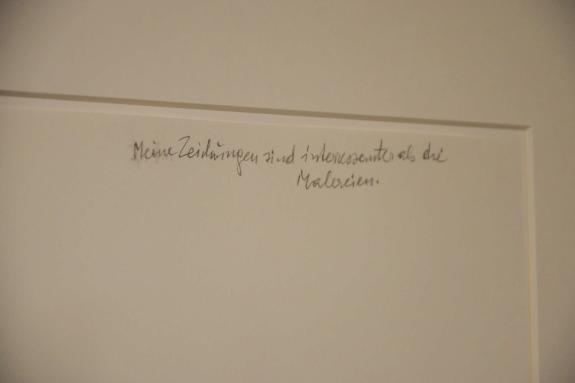 Meine Zeichnungen sind interessanter als die
Malereien.